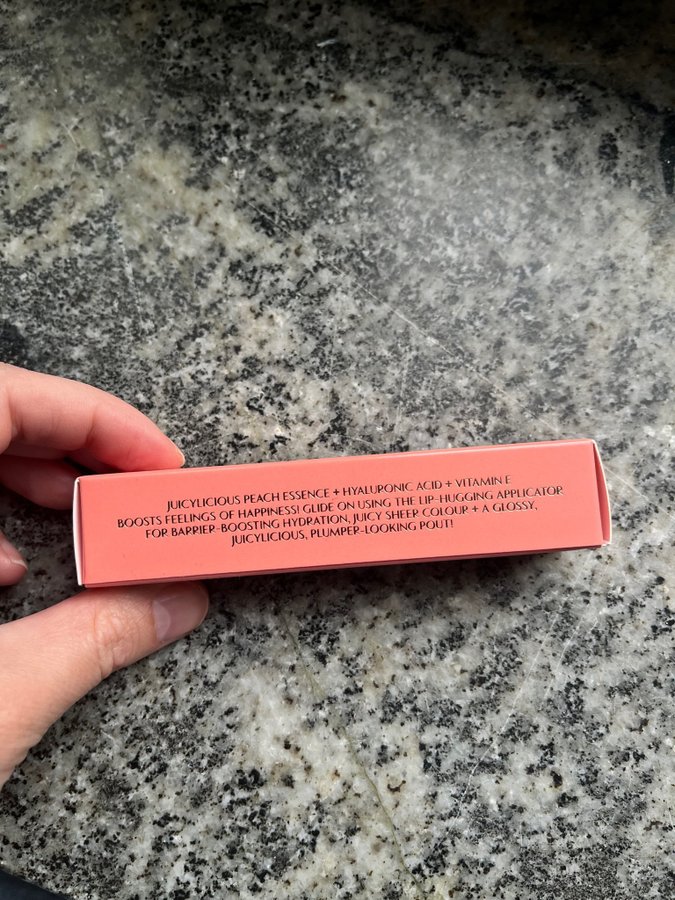 JUICYLICIOUS PEACH ESSENCE + HYALURONIC ACID + VITAMIN E
BOOSTS FEELINGS OF HAPPINESS! GLIDE ON USING THE LIP-HUGGING APPLICATOR
FOR BARRIER-BOOSTING HYDRATION, JUICY SHEER COLOUR + A GLOSSY,
JUICYLICIOUS, PLUMPER-LOOKING POUT!